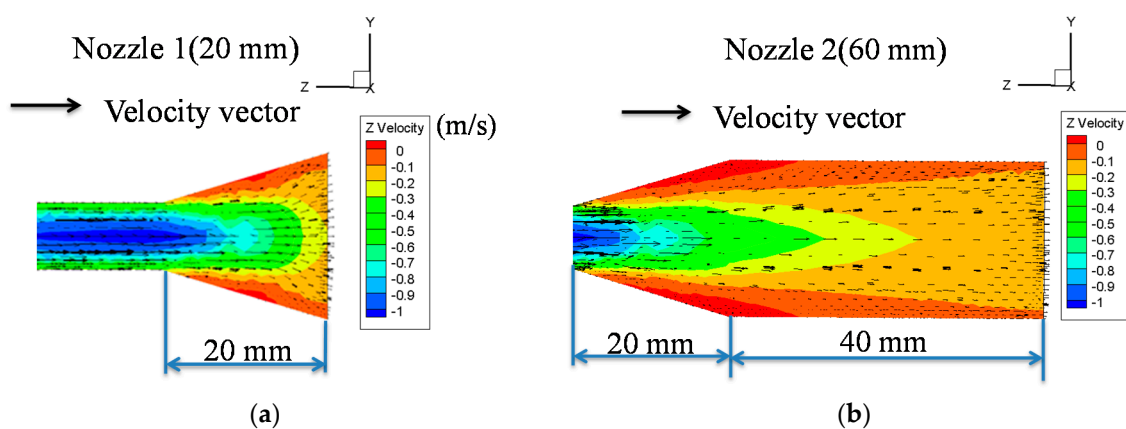 Nozzle 1(20 mm)
Y
Z
X
Velocity vector
(m/s)
Z Velocity
0
-0.1
-0.2
-0.3
-0.4
-0.5
-0.6
-0.7
-0.8
-0.9
-1
20 mm
(a)
Nozzle 2(60 mm)
Y
Z
X
Velocity vector
Z Velocity
0
-0.1
-0.2
-0.3
-0.4
-0.5
-0.6
-0.7
-0.8
-0.9
-1
20 mm
40 mm
(b)